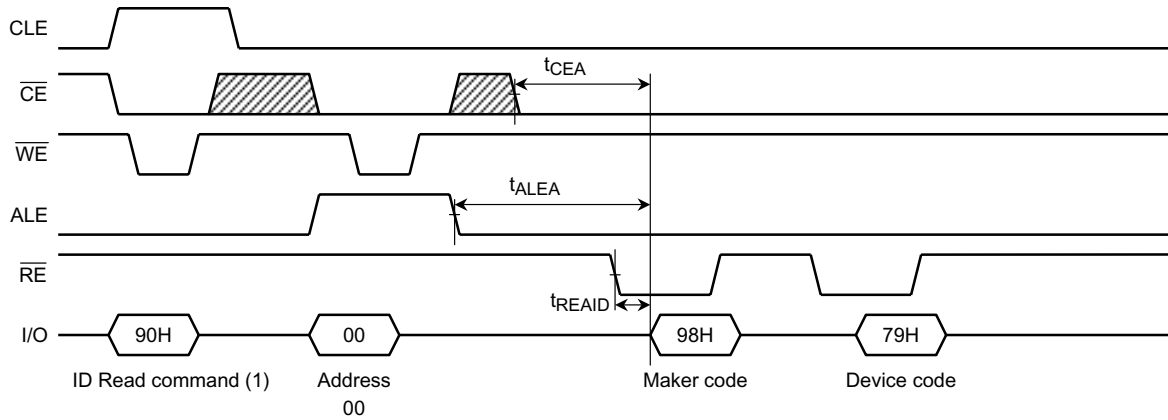 CLE
CE
tCEA
WE
tALEA
ALE
RE
tREAID
I/O
90H
00
98H
79H
ID Read command (1)
Address
00
Maker code
Device code